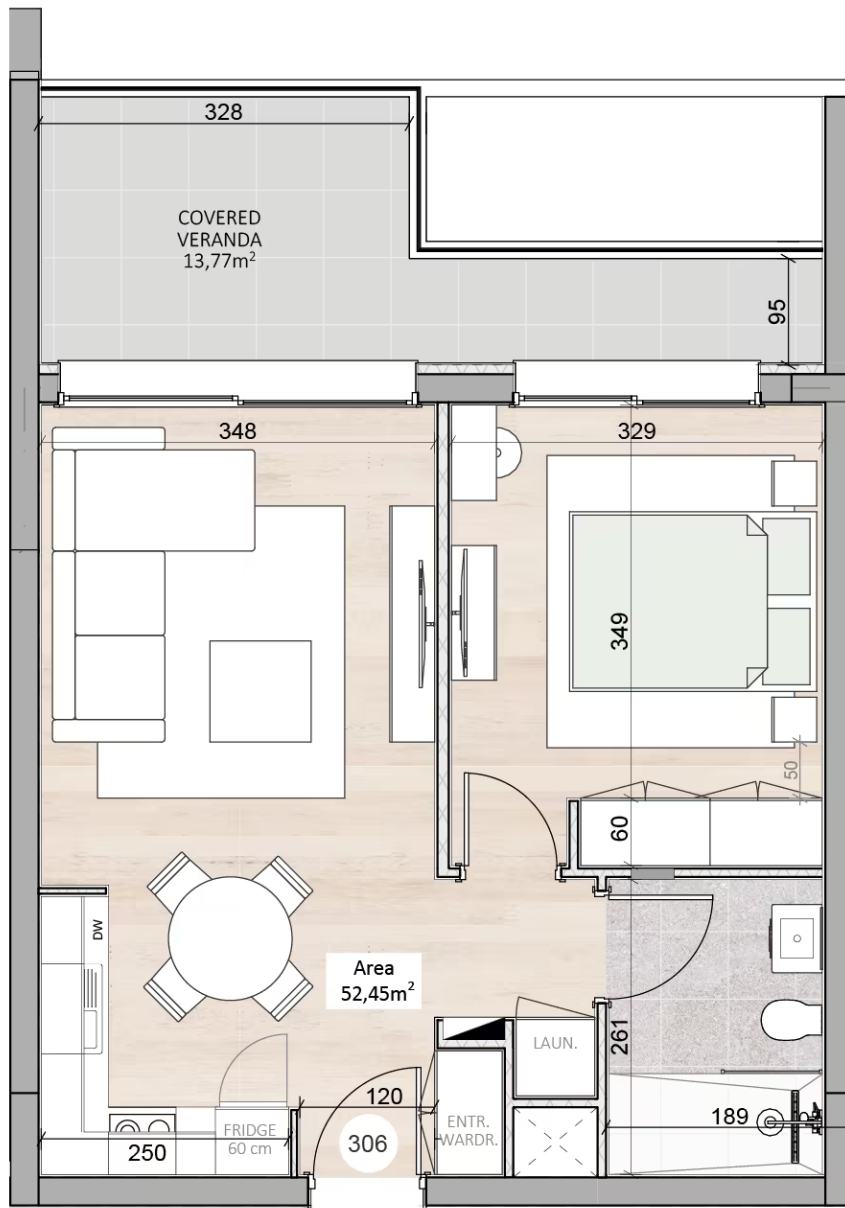 328
COVERED
VERANDA
13,77m²
95
348
329
349
50
60
DW
Area
52,45m²
261
LAUN.
120
189
ENTR.
WARDR.
FRIDGE
60 cm
250
306